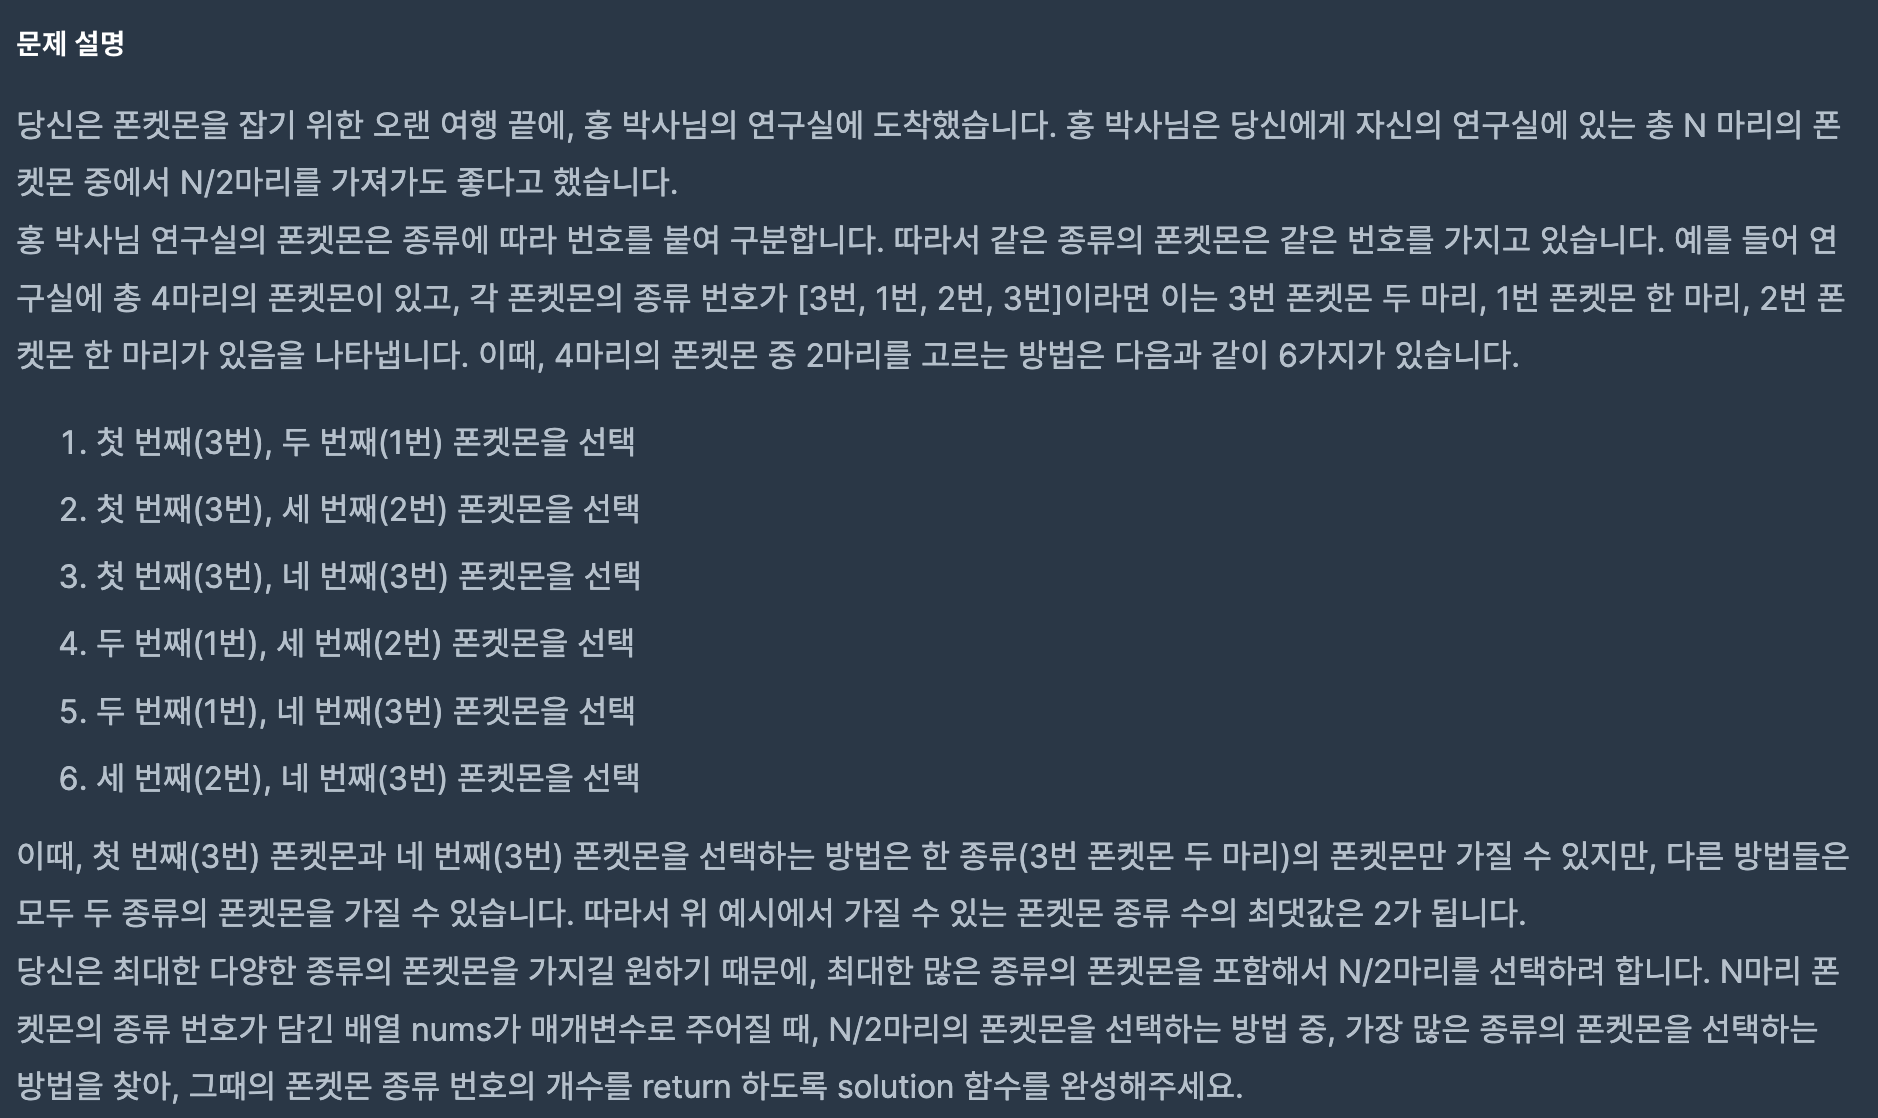 문제 설명
당신은 폰켓몬을 잡기 위한 오랜 여행 끝에, 홍 박사님의 연구실에 도착했습니다. 홍 박사님은 당신에게 자신의 연구실에 있는 총 N 마리의 폰
켓몬 중에서 N/2마리를 가져가도 좋다고 했습니다.
홍 박사님 연구실의 폰켓몬은 종류에 따라 번호를 붙여 구분합니다. 따라서 같은 종류의 폰켓몬은 같은 번호를 가지고 있습니다. 예를 들어 연
구실에 총 4마리의 폰켓몬이 있고, 각 폰켓몬의 종류 번호가 [3번, 1번, 2번, 3번]이라면 이는 3번 폰켓몬 두 마리, 1번 폰켓몬 한 마리, 2번 폰
켓몬 한 마리가 있음을 나타냅니다. 이때, 4마리의 폰켓몬 중 2마리를 고르는 방법은 다음과 같이 6가지가 있습니다.
1. 첫 번째(3번), 두 번째(1번) 폰켓몬을 선택
2. 첫 번째(3번), 세 번째(2번) 폰켓몬을 선택
3. 첫 번째(3번), 네 번째(3번) 폰켓몬을 선택
4. 두 번째(1번), 세 번째(2번) 폰켓몬을 선택
5. 두 번째(1번), 네 번째(3번) 폰켓몬을 선택
6. 세 번째(2번), 네 번째(3번) 폰켓몬을 선택
이때, 첫 번째(3번) 폰켓몬과 네 번째(3번) 폰켓몬을 선택하는 방법은 한 종류(3번 폰켓몬 두 마리)의 폰켓몬만 가질 수 있지만, 다른 방법들은
모두 두 종류의 폰켓몬을 가질 수 있습니다. 따라서 위 예시에서 가질 수 있는 폰켓몬 종류 수의 최댓값은 2가 됩니다.
당신은 최대한 다양한 종류의 폰켓몬을 가지길 원하기 때문에, 최대한 많은 종류의 폰켓몬을 포함해서 N/2마리를 선택하려 합니다. N마리 폰
켓몬의 종류 번호가 담긴 배열 nums가 매개변수로 주어질 때, N/2마리의 폰켓몬을 선택하는 방법 중, 가장 많은 종류의 폰켓몬을 선택하는
방법을 찾아, 그때의 폰켓몬 종류 번호의 개수를 return 하도록 solution 함수를 완성해주세요.